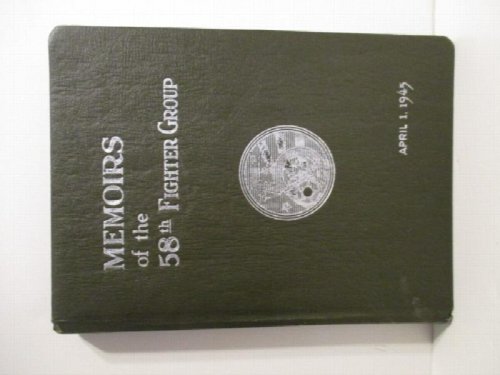 MEMOIRS
of the
58th FIGHTER GROUP
APRIL 1, 1945